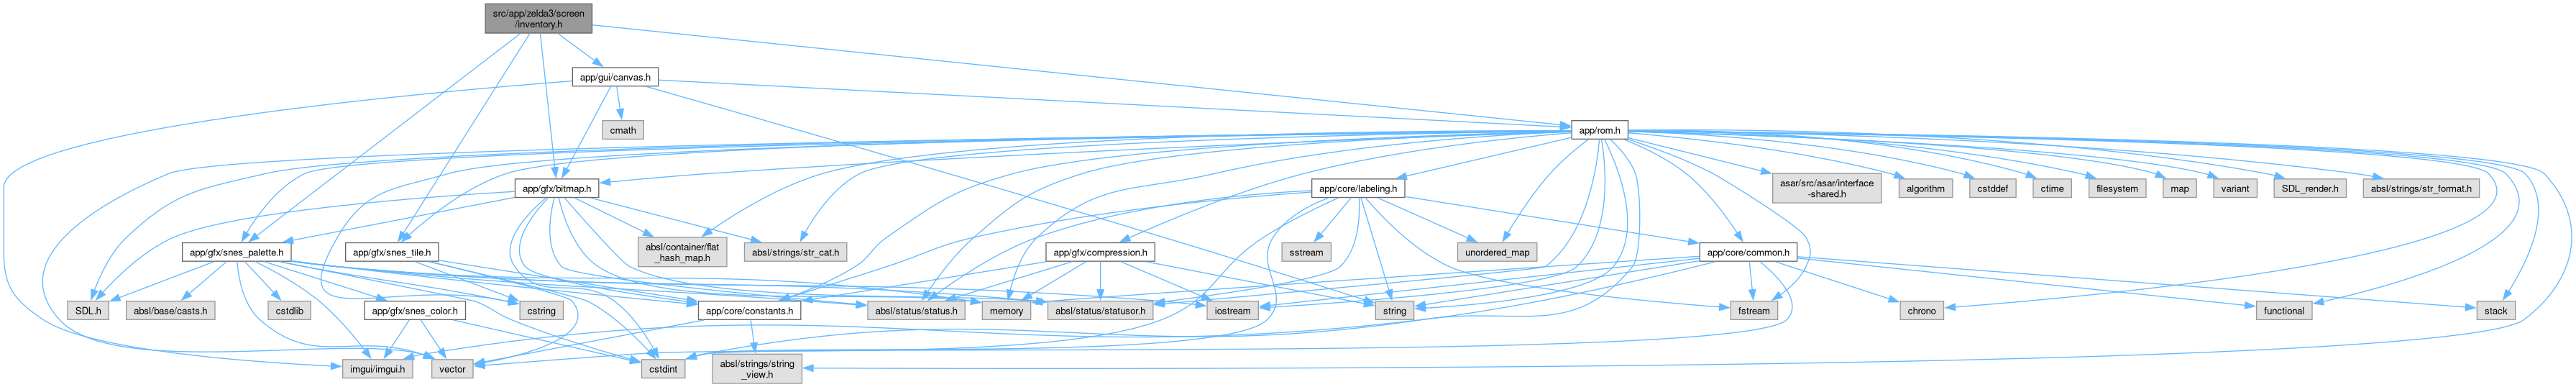 src/app/zelda3/screen
/inventory.h
app/gui/canvas.h
cmath
app/rom.h
app/gfx/bitmap.h
app/core/labeling.h
asar/src/asar/interface
-shared.h
algorithm
cstddef
ctime
filesystem
map
variant
SDL_render.h
absl/strings/str_format.h
app/gfx/snes_palette.h
app/gfx/snes_tile.h
absl/container/flat
_hash_map.h
absl/strings/str_cat.h
app/gfx/compression.h
sstream
unordered_map
app/core/common.h
SDL.h
absl/base/casts.h
cstdlib
app/gfx/snes_color.h
cstring
app/core/constants.h
absl/status/status.h
memory
absl/status/statusor.h
iostream
string
fstream
chrono
functional
stack
imgui/imgui.h
vector
cstdint
absl/strings/string
_view.h